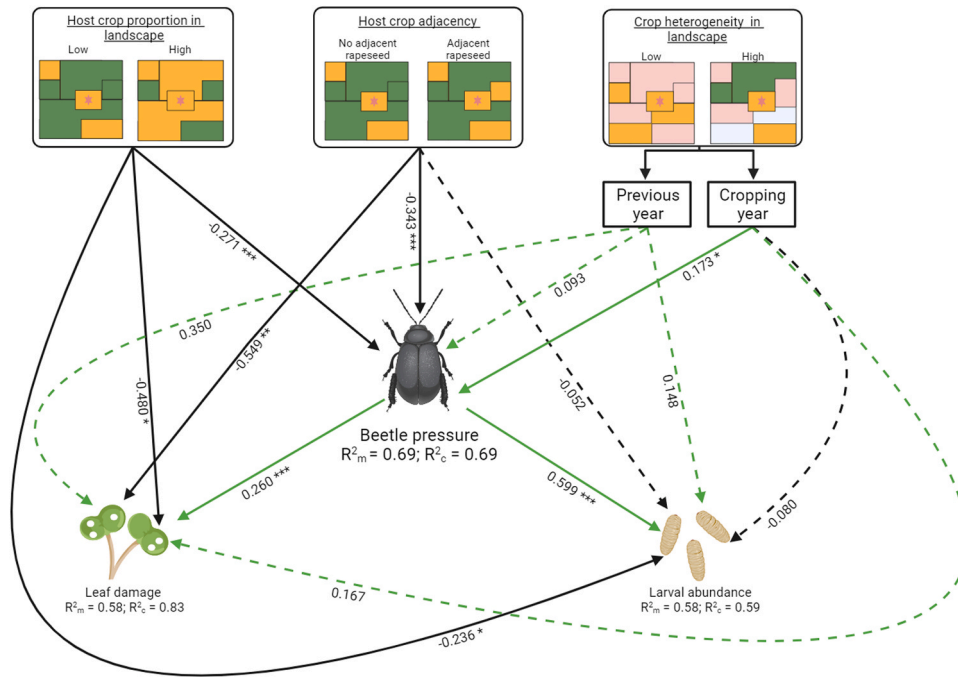 Host crop proportion in
landscape
Low
High
Host crop adjacency
No adjacent
rapeseed
Adjacent
rapeseed
Crop heterogeneity in
landscape
Low
High
Previous
year
Cropping
year
-0.271 ***
-0.343 ***
0.173 *
0.093
0.350
-0.549 **
-0.480 *
-0.052
0.148
Beetle pressure
R²m = 0.69; R²c = 0.69
0.260 ***
0.599 ***
-0.080
Leaf damage
R²m = 0.58; R²c = 0.83
0.167
Larval abundance
R²m = 0.58; R²c = 0.59
-0.236 *